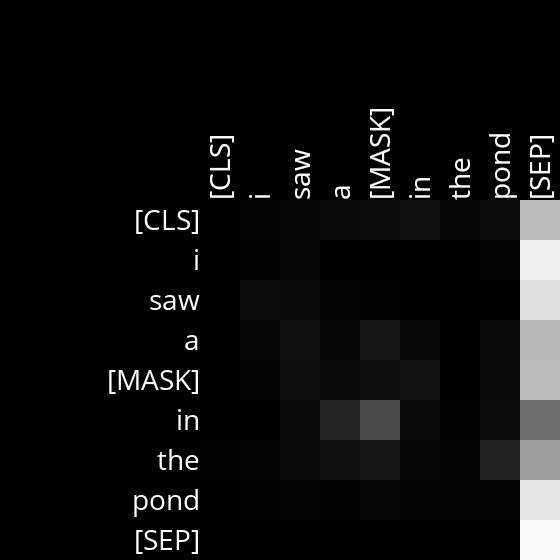 [CLS] i saw a [MASK] in the pond [SEP]
[CLS]
i
saw
a
[MASK]
in
the
pond
[SEP]